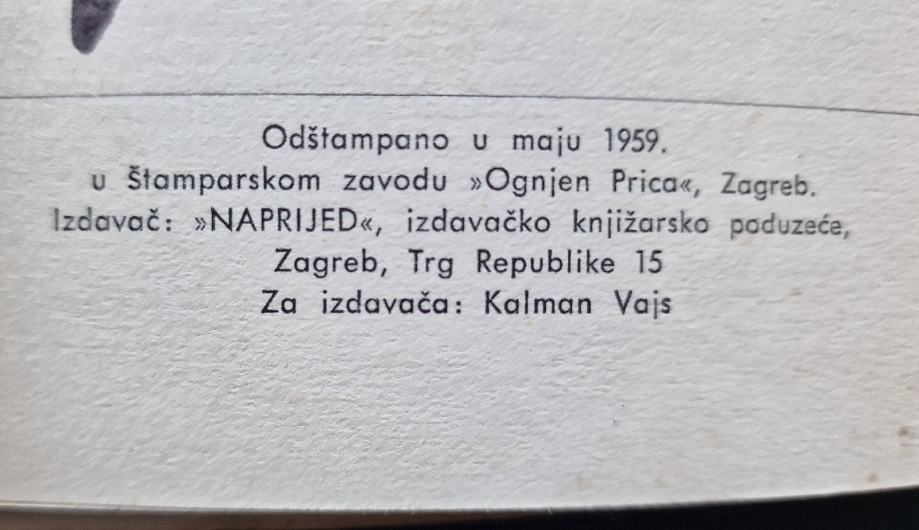 Odštampano u maju 1959.
u Štamparskom zavodu »Ognjen Prica«, Zagreb.
Izdavač: »NAPRIJED«, izdavačko knjižarsko poduzeće,
Zagreb, Trg Republike 15
Za izdavača: Kalman Vajs